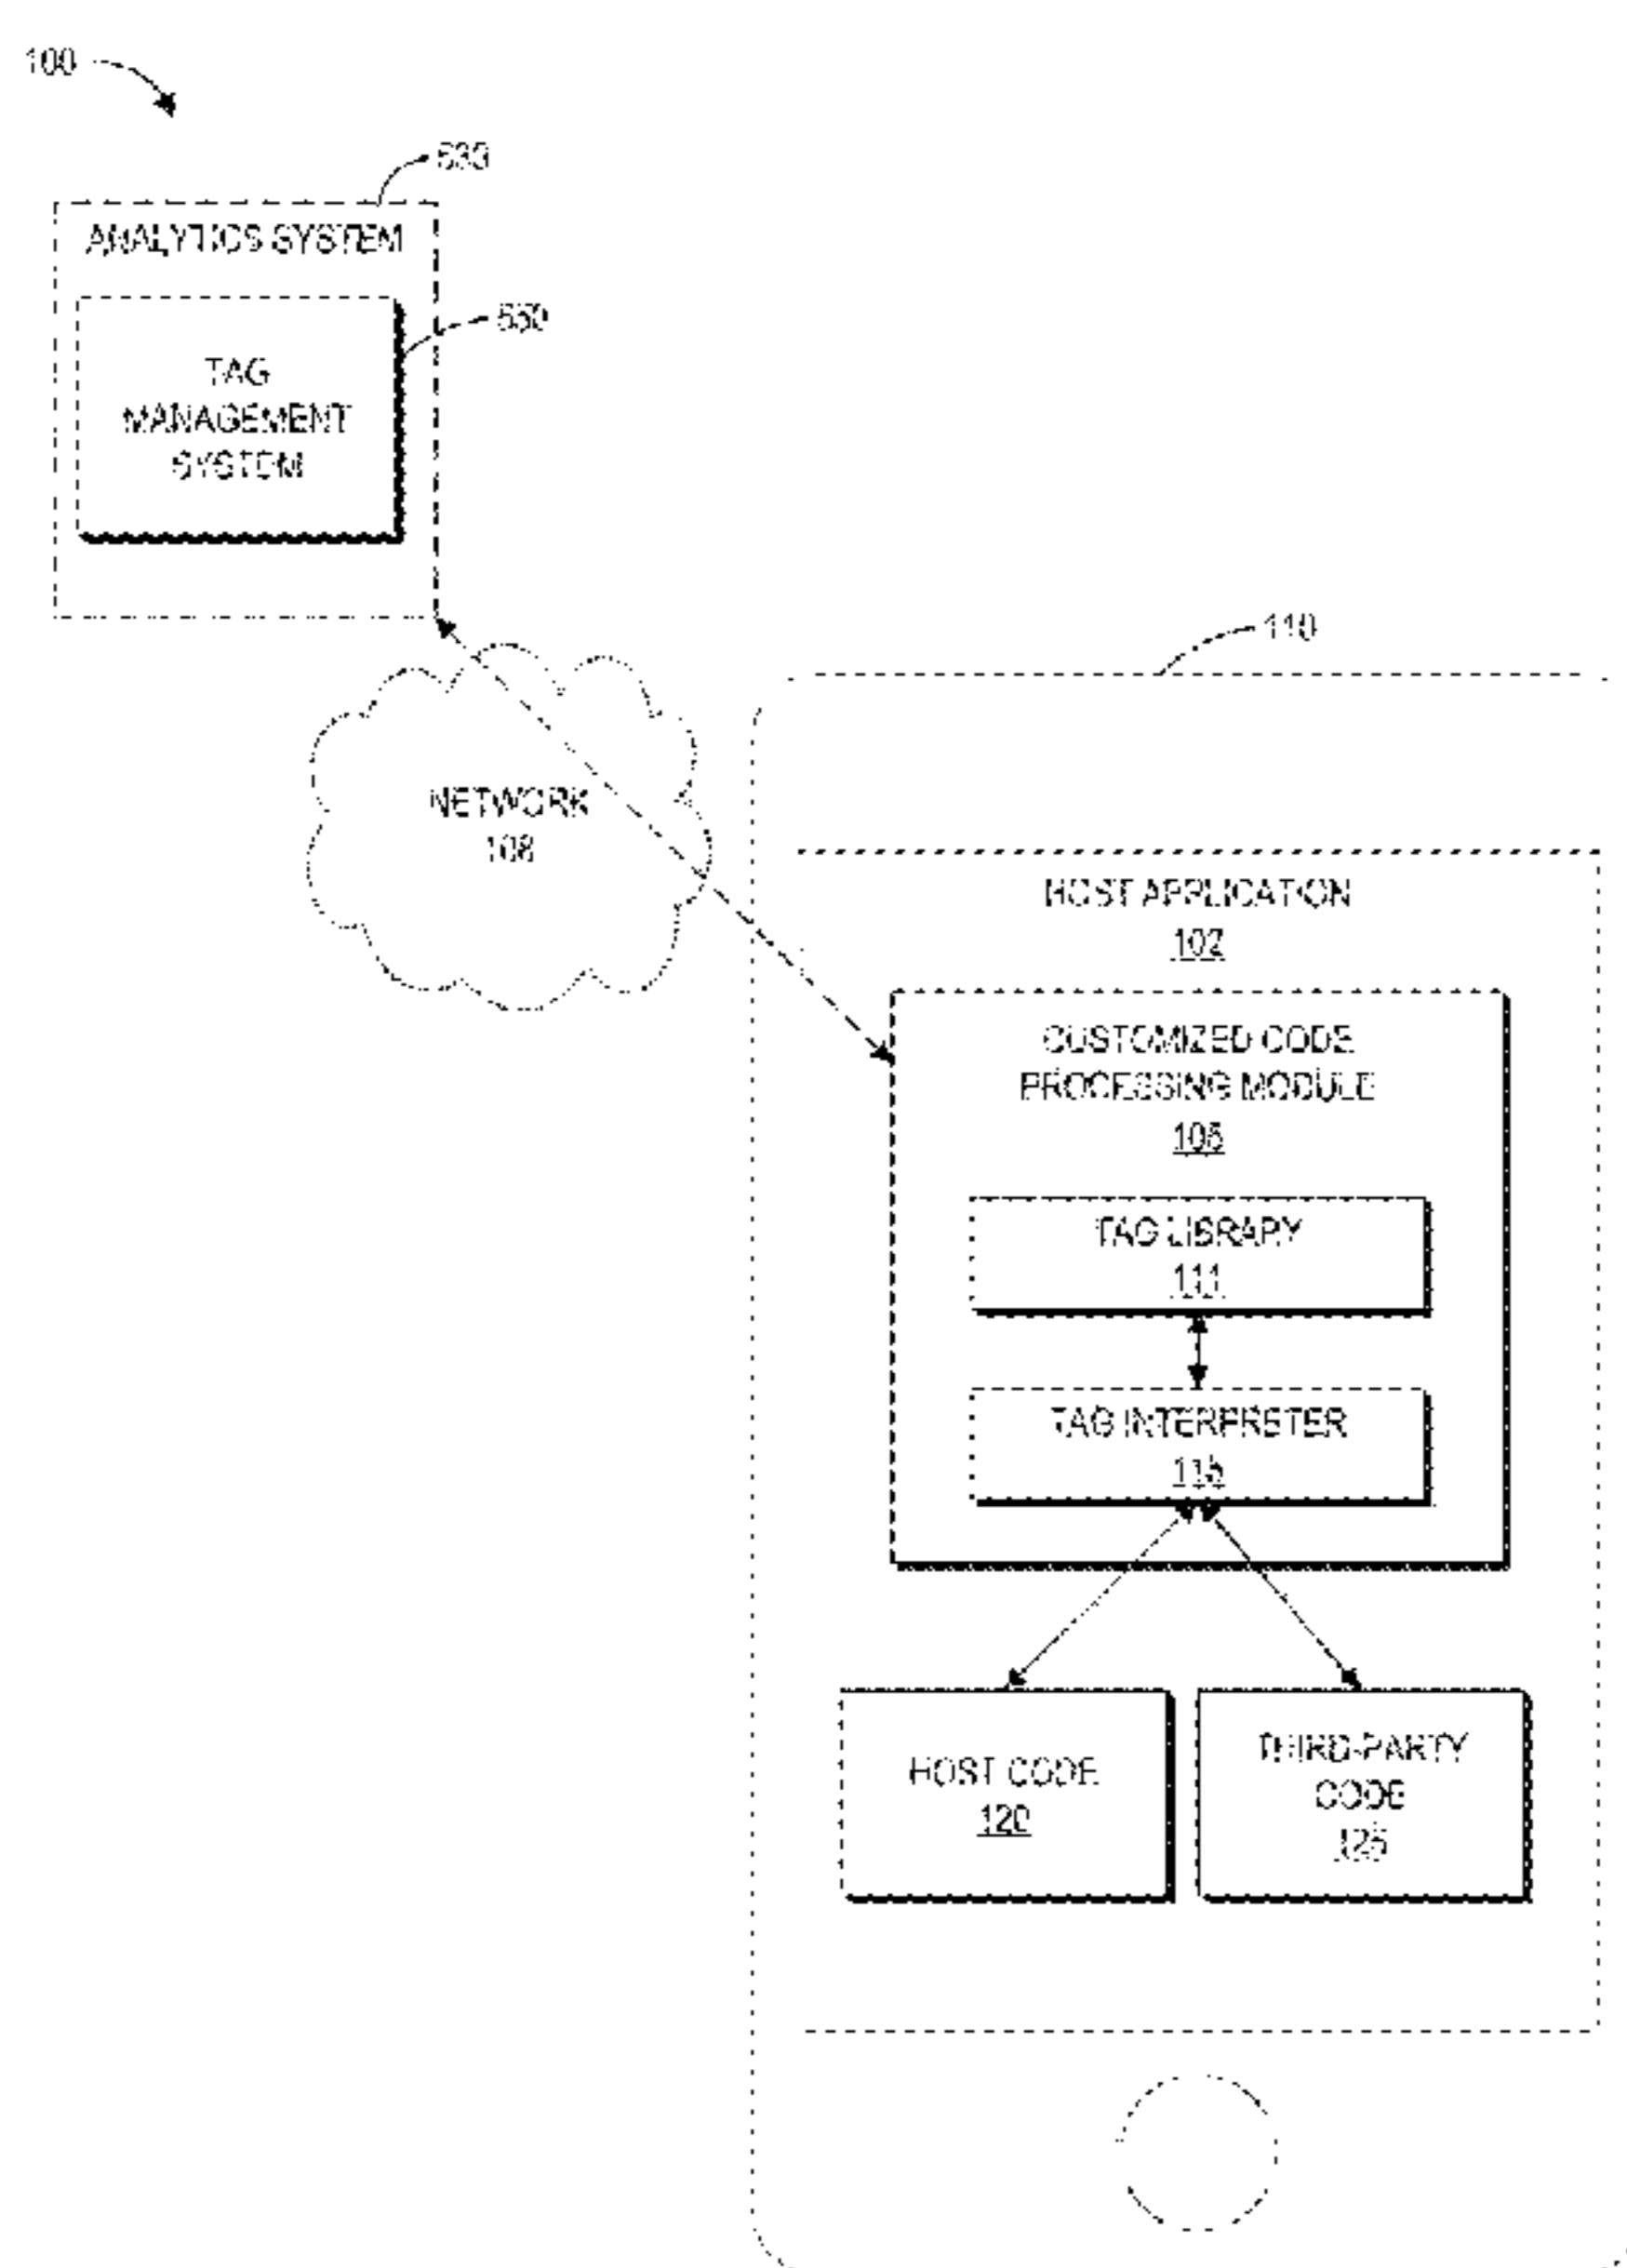 100
530
ANALYTICS SYSTEM
550
TAG
MANAGEMENT
SYSTEM
110
NETWORK
108
HOST APPLICATION
102
CUSTOMIZED CODE
PROCESSING MODULE
105
TAG LIBRARY
111
TAG INTERPRETER
115
HOST CODE
120
THIRD-PARTY
CODE
125